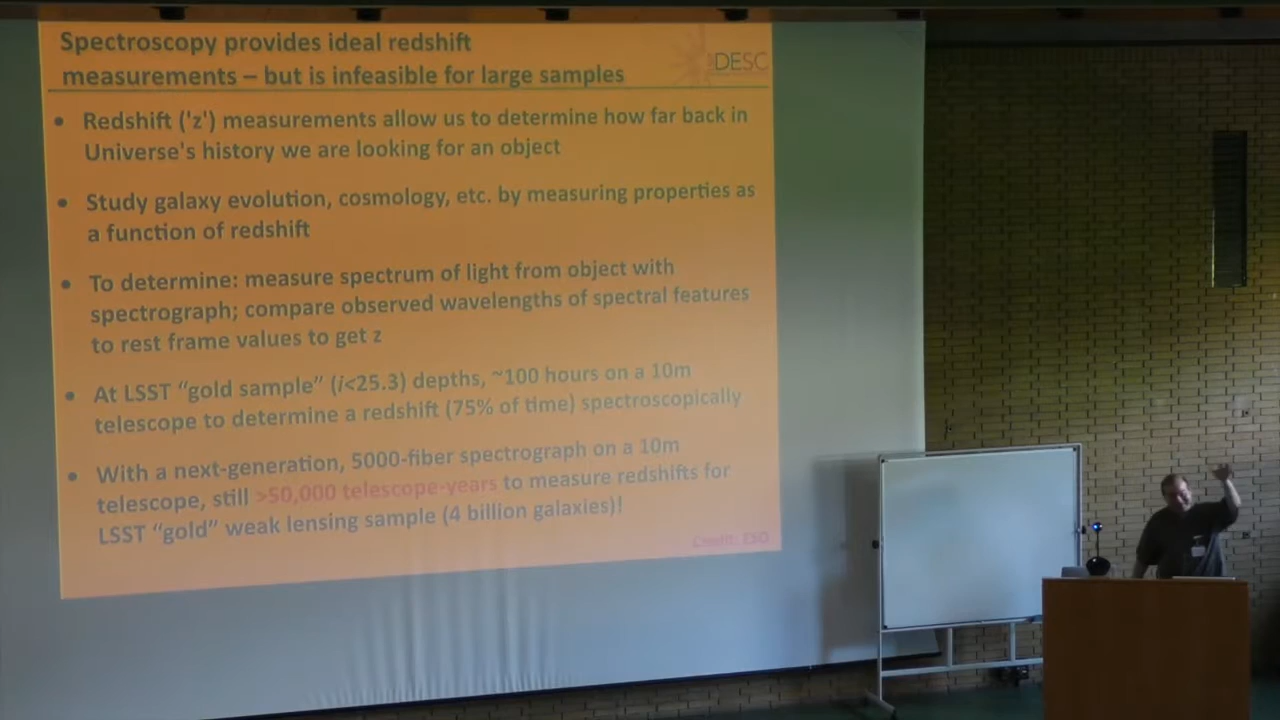 Spectroscopy provides ideal redshift
measurements – but is infeasible for large samples
DESC
• Redshift ('z') measurements allow us to determine how far back in
Universe's history we are looking for an object
• Study galaxy evolution, cosmology, etc. by measuring properties as
a function of redshift
• To determine: measure spectrum of light from object with
spectrograph; compare observed wavelengths of spectral features
to rest frame values to get z
• At LSST “gold sample” (i<25.3) depths, ~100 hours on a 10m
telescope to determine a redshift (75% of time) spectroscopically
• With a next-generation, 5000-fiber spectrograph on a 10m
telescope, still >50,000 telescope-years to measure redshifts for
LSST “gold” weak lensing sample (4 billion galaxies)!
Credit: ESO